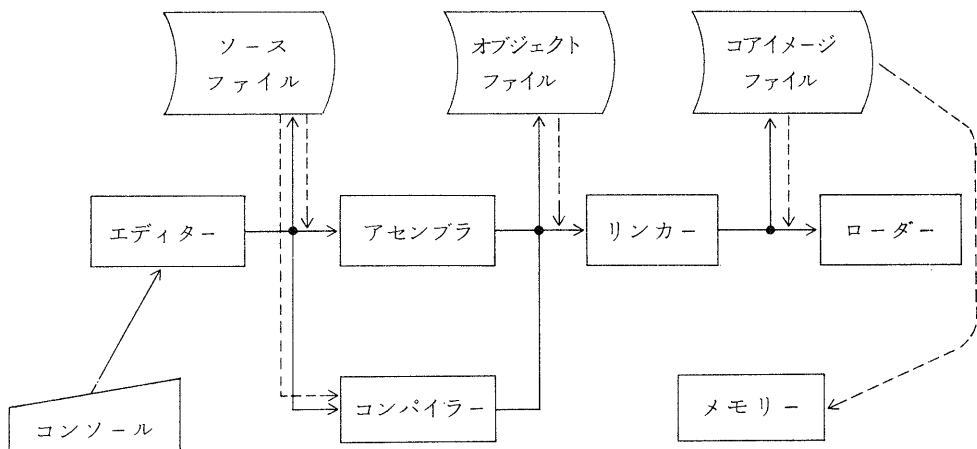 ソース
ファイル
オブジェクト
ファイル
コアイメージ
ファイル
エディター
アセンブラ
リンカー
ローダー
コンパイラー
メモリー
コンソール